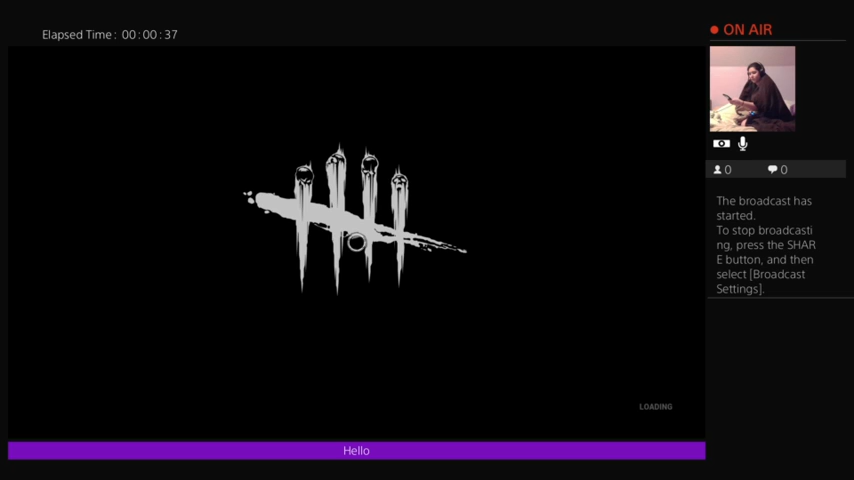 Elapsed Time: 00:00:37
ON AIR
0 0
The broadcast has
started.
To stop broadcasti
ng, press the SHAR
E button, and then
select [Broadcast
Settings].
LOADING
Hello